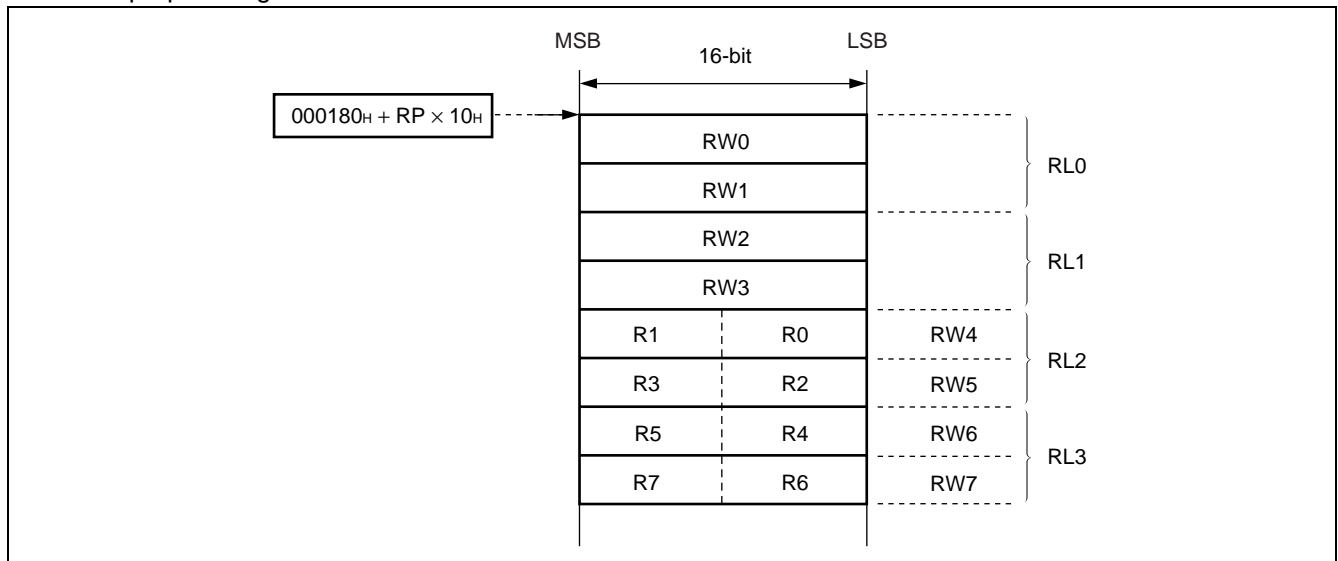 MSB LSB
16-bit
000180H + RP × 10H
RW0
RL0
RW1
RW2
RL1
RW3
R1 R0 RW4
RL2
R3 R2 RW5
R5 R4 RW6
RL3
R7 R6 RW7